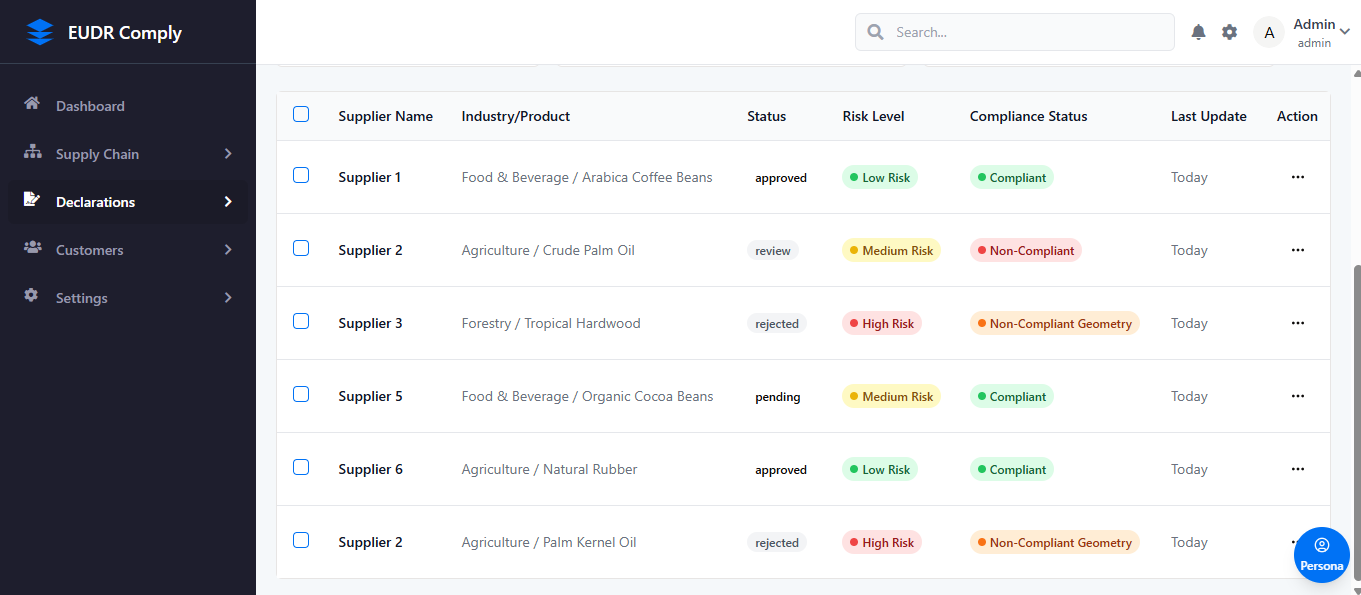 EUDR Comply
Search...
A
Admin
admin
Dashboard
Supply Chain
Declarations
Customers
Settings
Supplier Name Industry/Product Status Risk Level Compliance Status Last Update Action
Supplier 1 Food & Beverage / Arabica Coffee Beans approved Low Risk Compliant Today
Supplier 2 Agriculture / Crude Palm Oil review Medium Risk Non-Compliant Today
Supplier 3 Forestry / Tropical Hardwood rejected High Risk Non-Compliant Geometry Today
Supplier 5 Food & Beverage / Organic Cocoa Beans pending Medium Risk Compliant Today
Supplier 6 Agriculture / Natural Rubber approved Low Risk Compliant Today
Supplier 2 Agriculture / Palm Kernel Oil rejected High Risk Non-Compliant Geometry Today
Persona